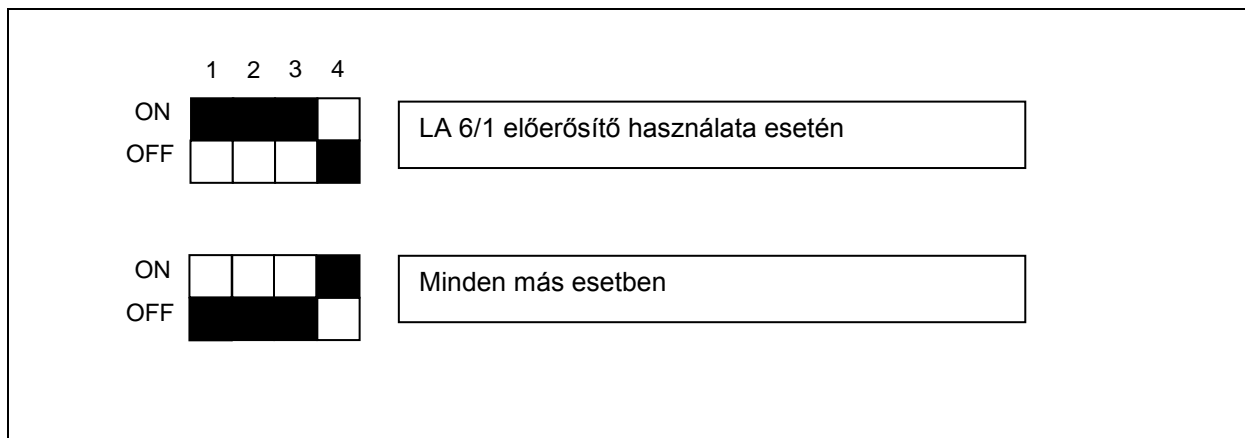 1 2 3 4
ON
LA 6/1 előerősítő használata esetén
OFF
ON
Minden más esetben
OFF